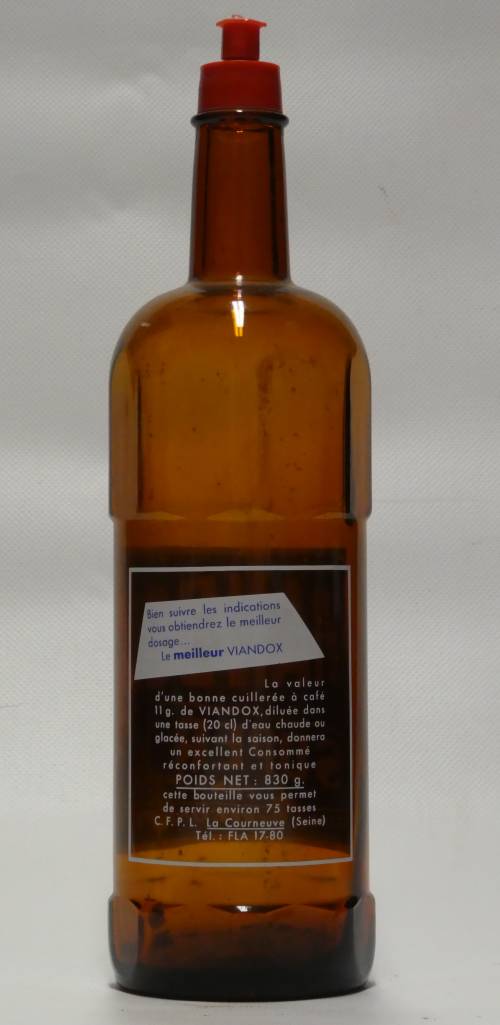 Bien suivre les indications
vous obtiendrez le meilleur
dosage...
Le meilleur VIANDOX
La valeur
d'une bonne cuillerée à café
11 g. de VIANDOX, diluée dans
une tasse (20 cl) d'eau chaude ou
glacée, suivant la saison, donnera
un excellent Consommé
réconfortant et tonique
POIDS NET : 830 g.
cette bouteille vous permet
de servir environ 75 tasses
C. F. P. L. La Courneuve (Seine)
Tél. : FLA 17-80